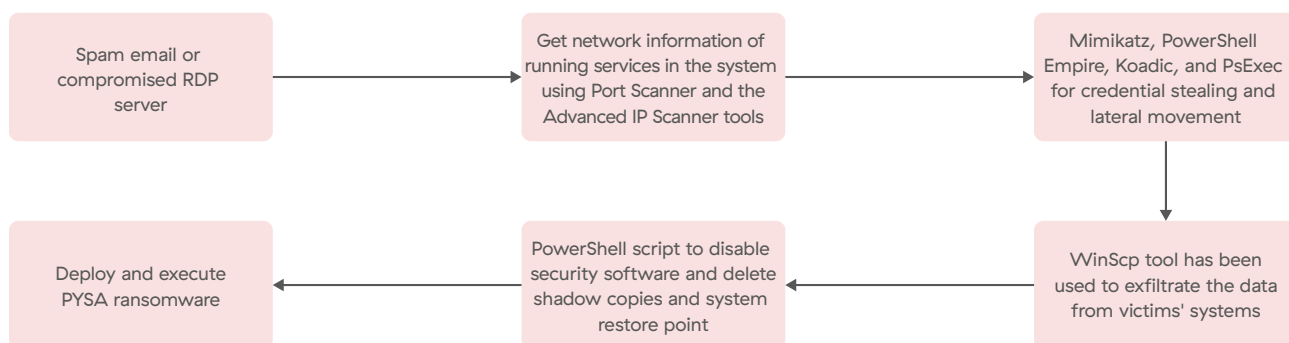 Spam email or
compromised RDP
server
Get network information of
running services in the system
using Port Scanner and the
Advanced IP Scanner tools
Mimikatz, PowerShell
Empire, Koadic, and PsExec
for credential stealing and
lateral movement
WinScp tool has been
used to exfiltrate the data
from victims' systems
PowerShell script to disable
security software and delete
shadow copies and system
restore point
Deploy and execute
PYSA ransomware